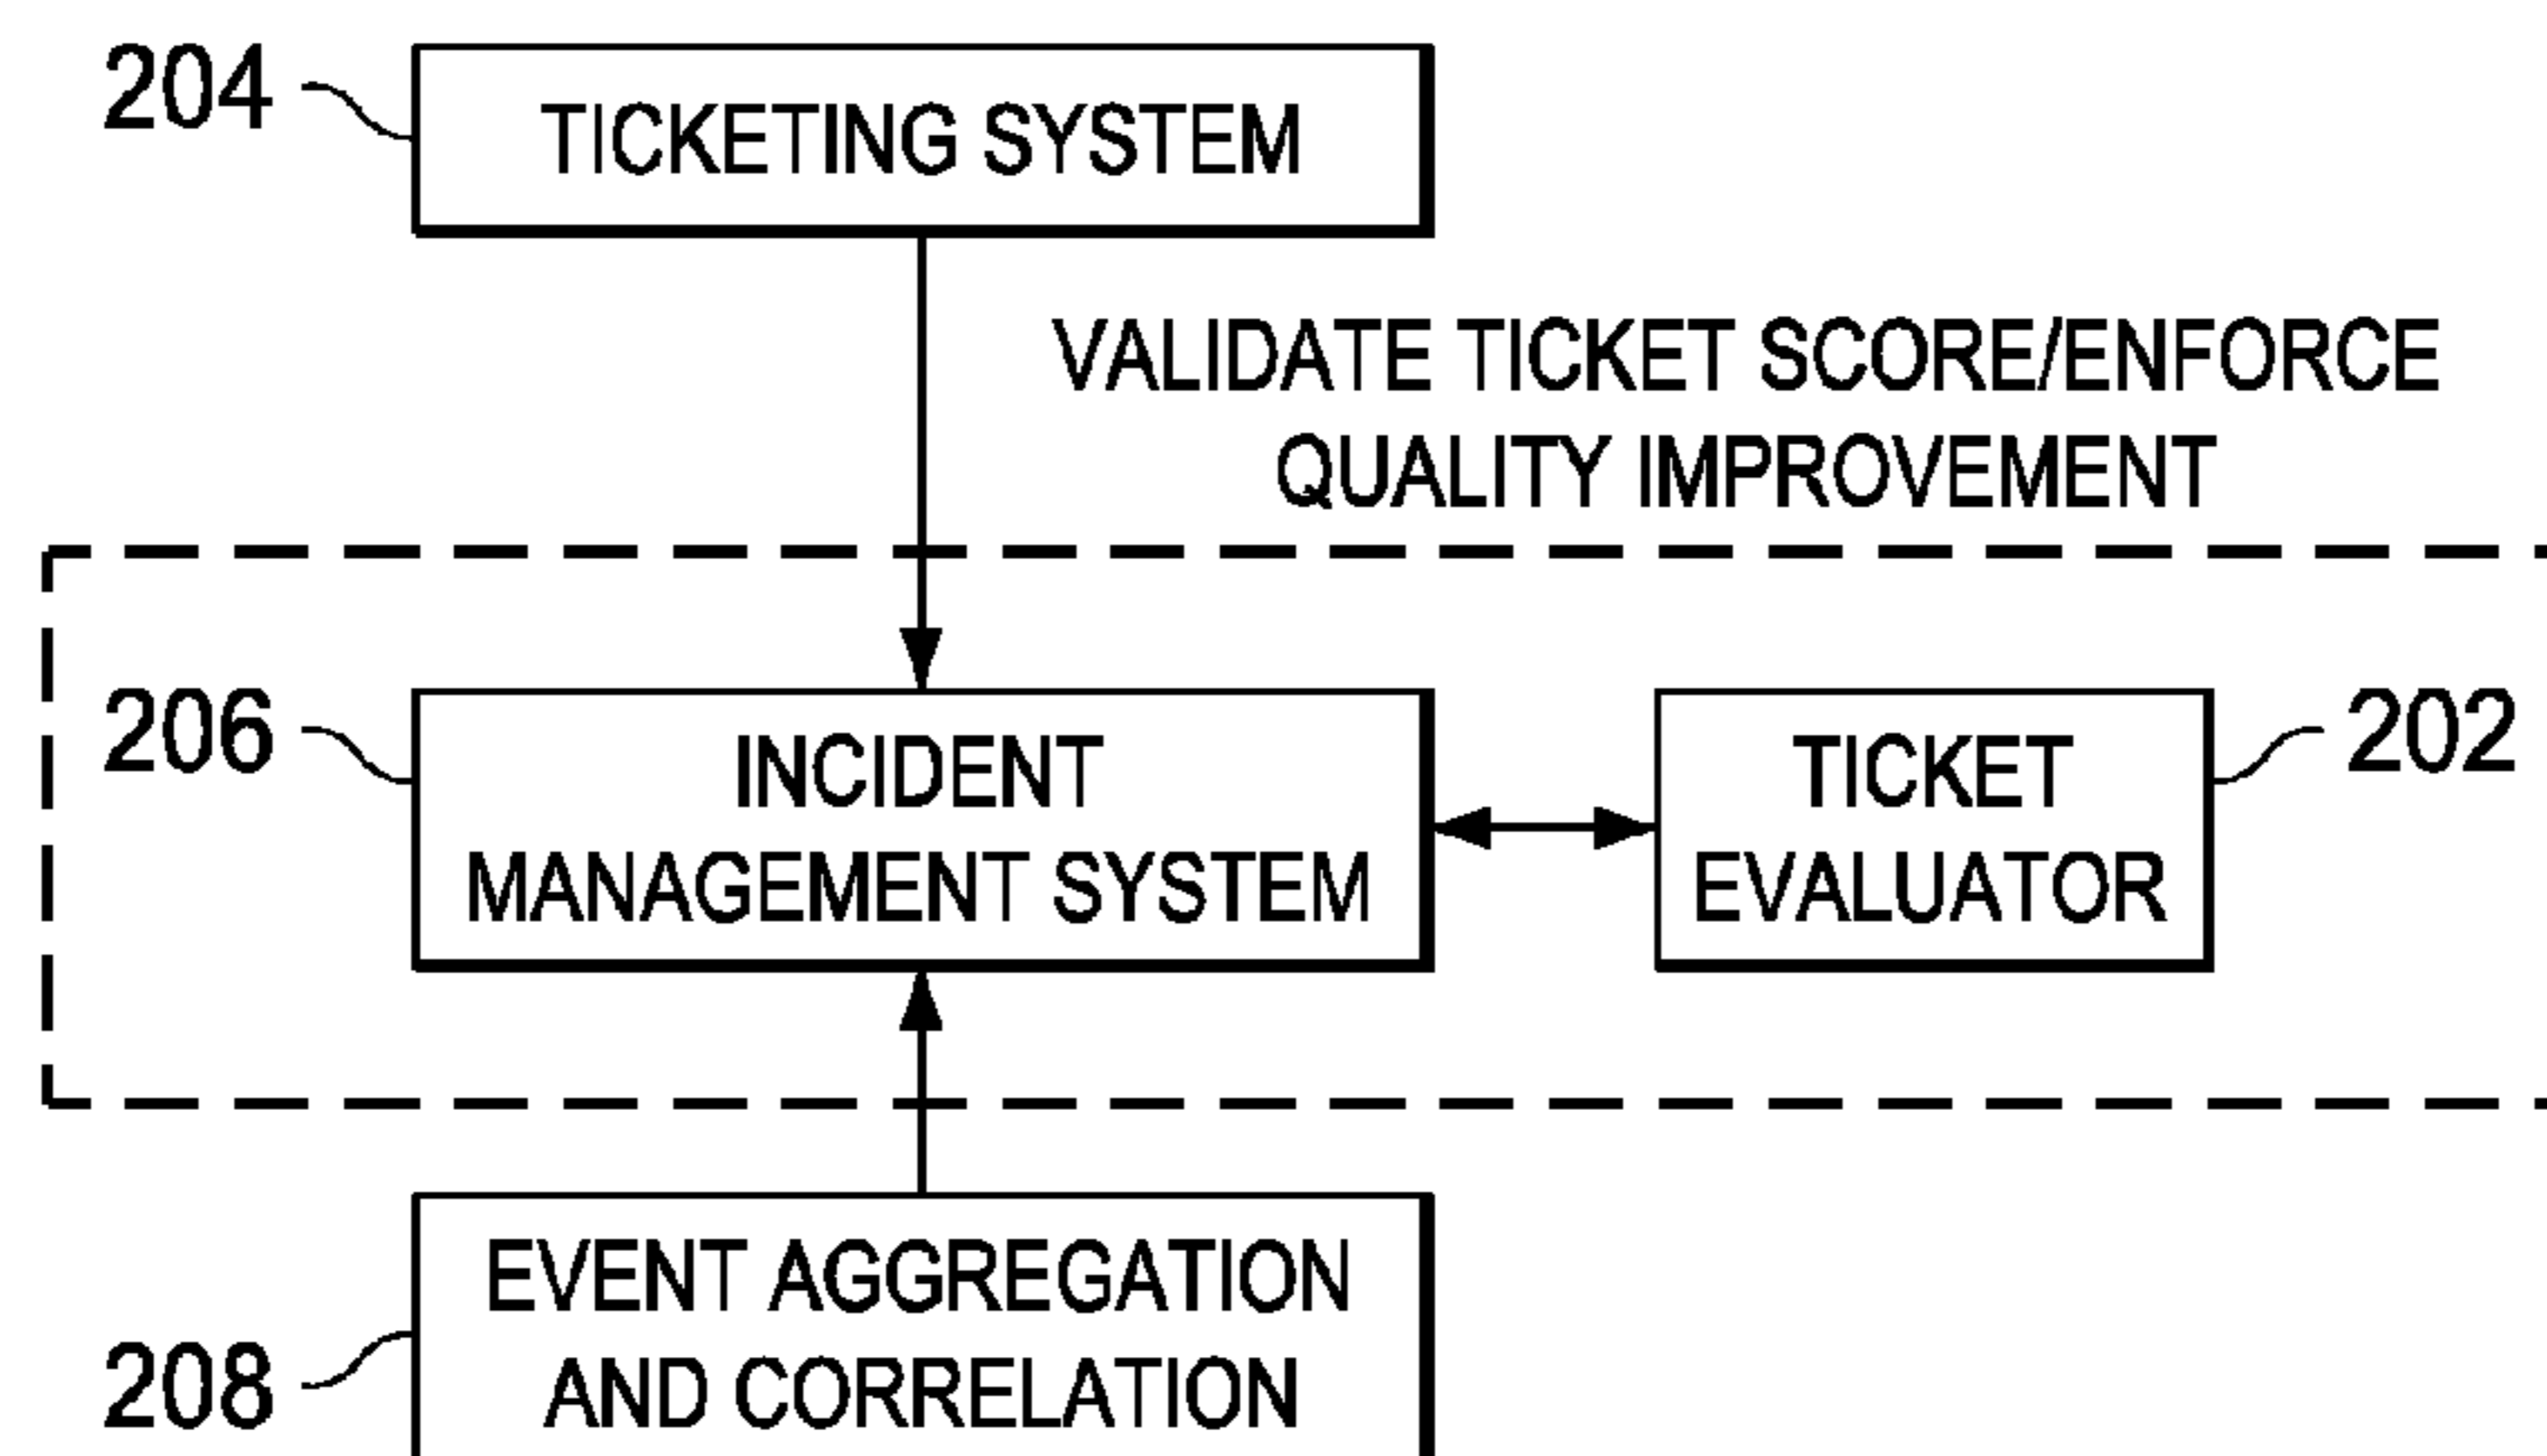 204
TICKETING SYSTEM
VALIDATE TICKET SCORE/ENFORCE
QUALITY IMPROVEMENT
206
INCIDENT
MANAGEMENT SYSTEM
TICKET
EVALUATOR
202
EVENT AGGREGATION
AND CORRELATION
208